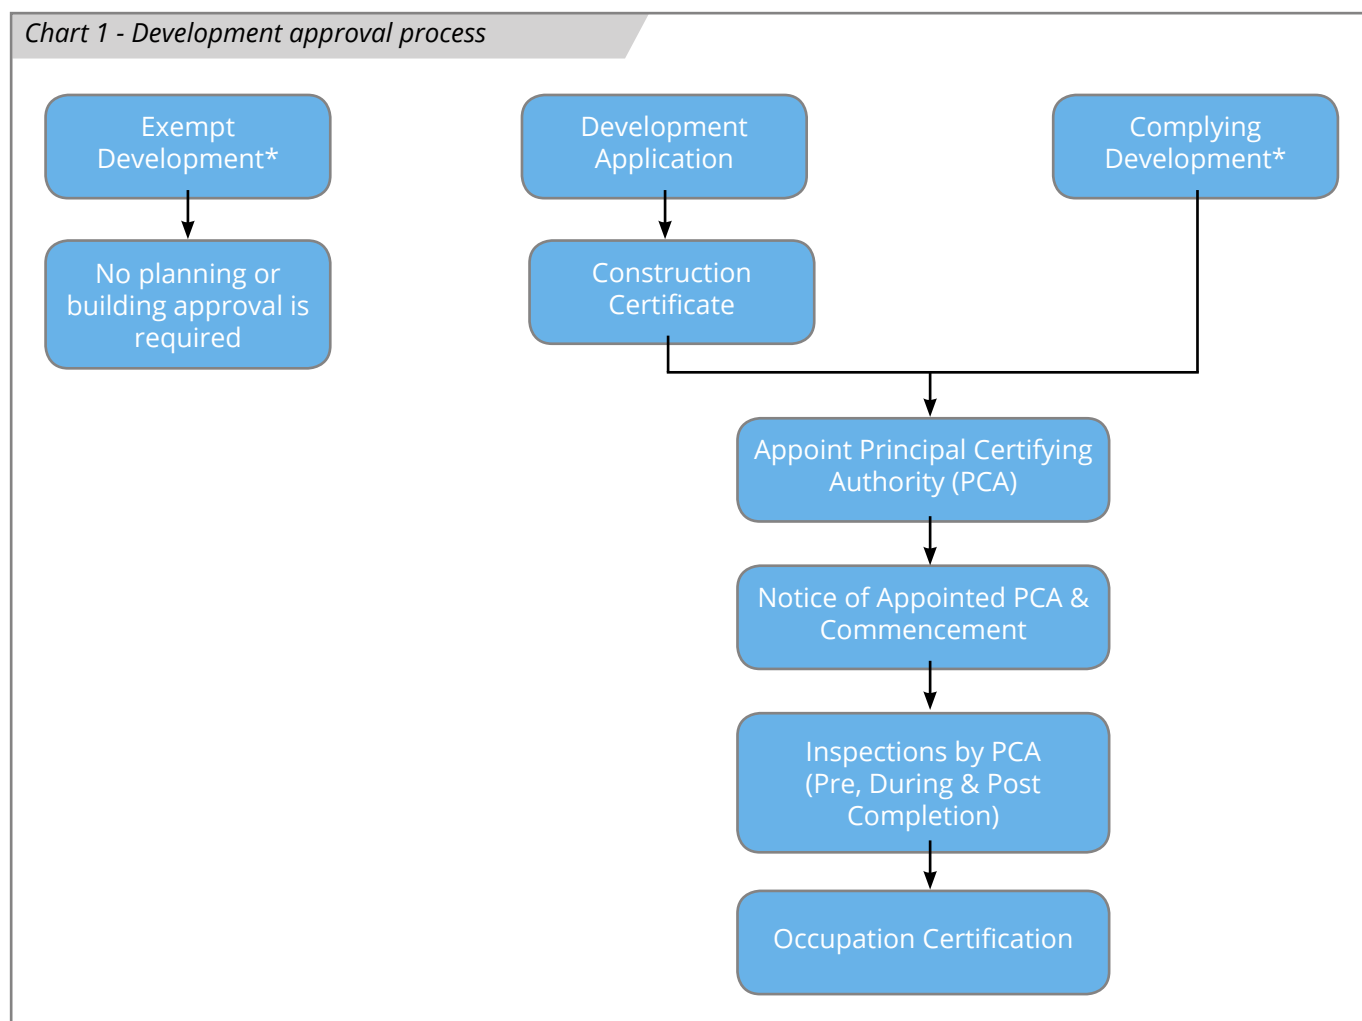 Chart 1 - Development approval process
Exempt
Development*
No planning or
building approval is
required
Development
Application
Construction
Certificate
Complying
Development*
Appoint Principal Certifying
Authority (PCA)
Notice of Appointed PCA &
Commencement
Inspections by PCA
(Pre, During & Post
Completion)
Occupation Certification